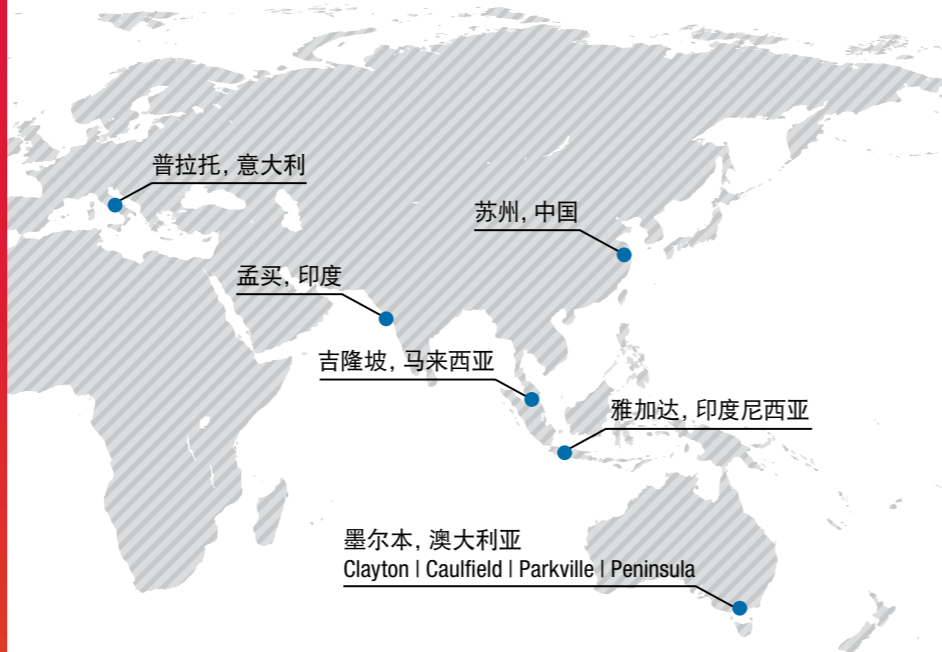 普拉托, 意大利
苏州, 中国
孟买, 印度
吉隆坡, 马来西亚
雅加达, 印度尼西亚
墨尔本, 澳大利亚
Clayton | Caulfield | Parkville | Peninsula